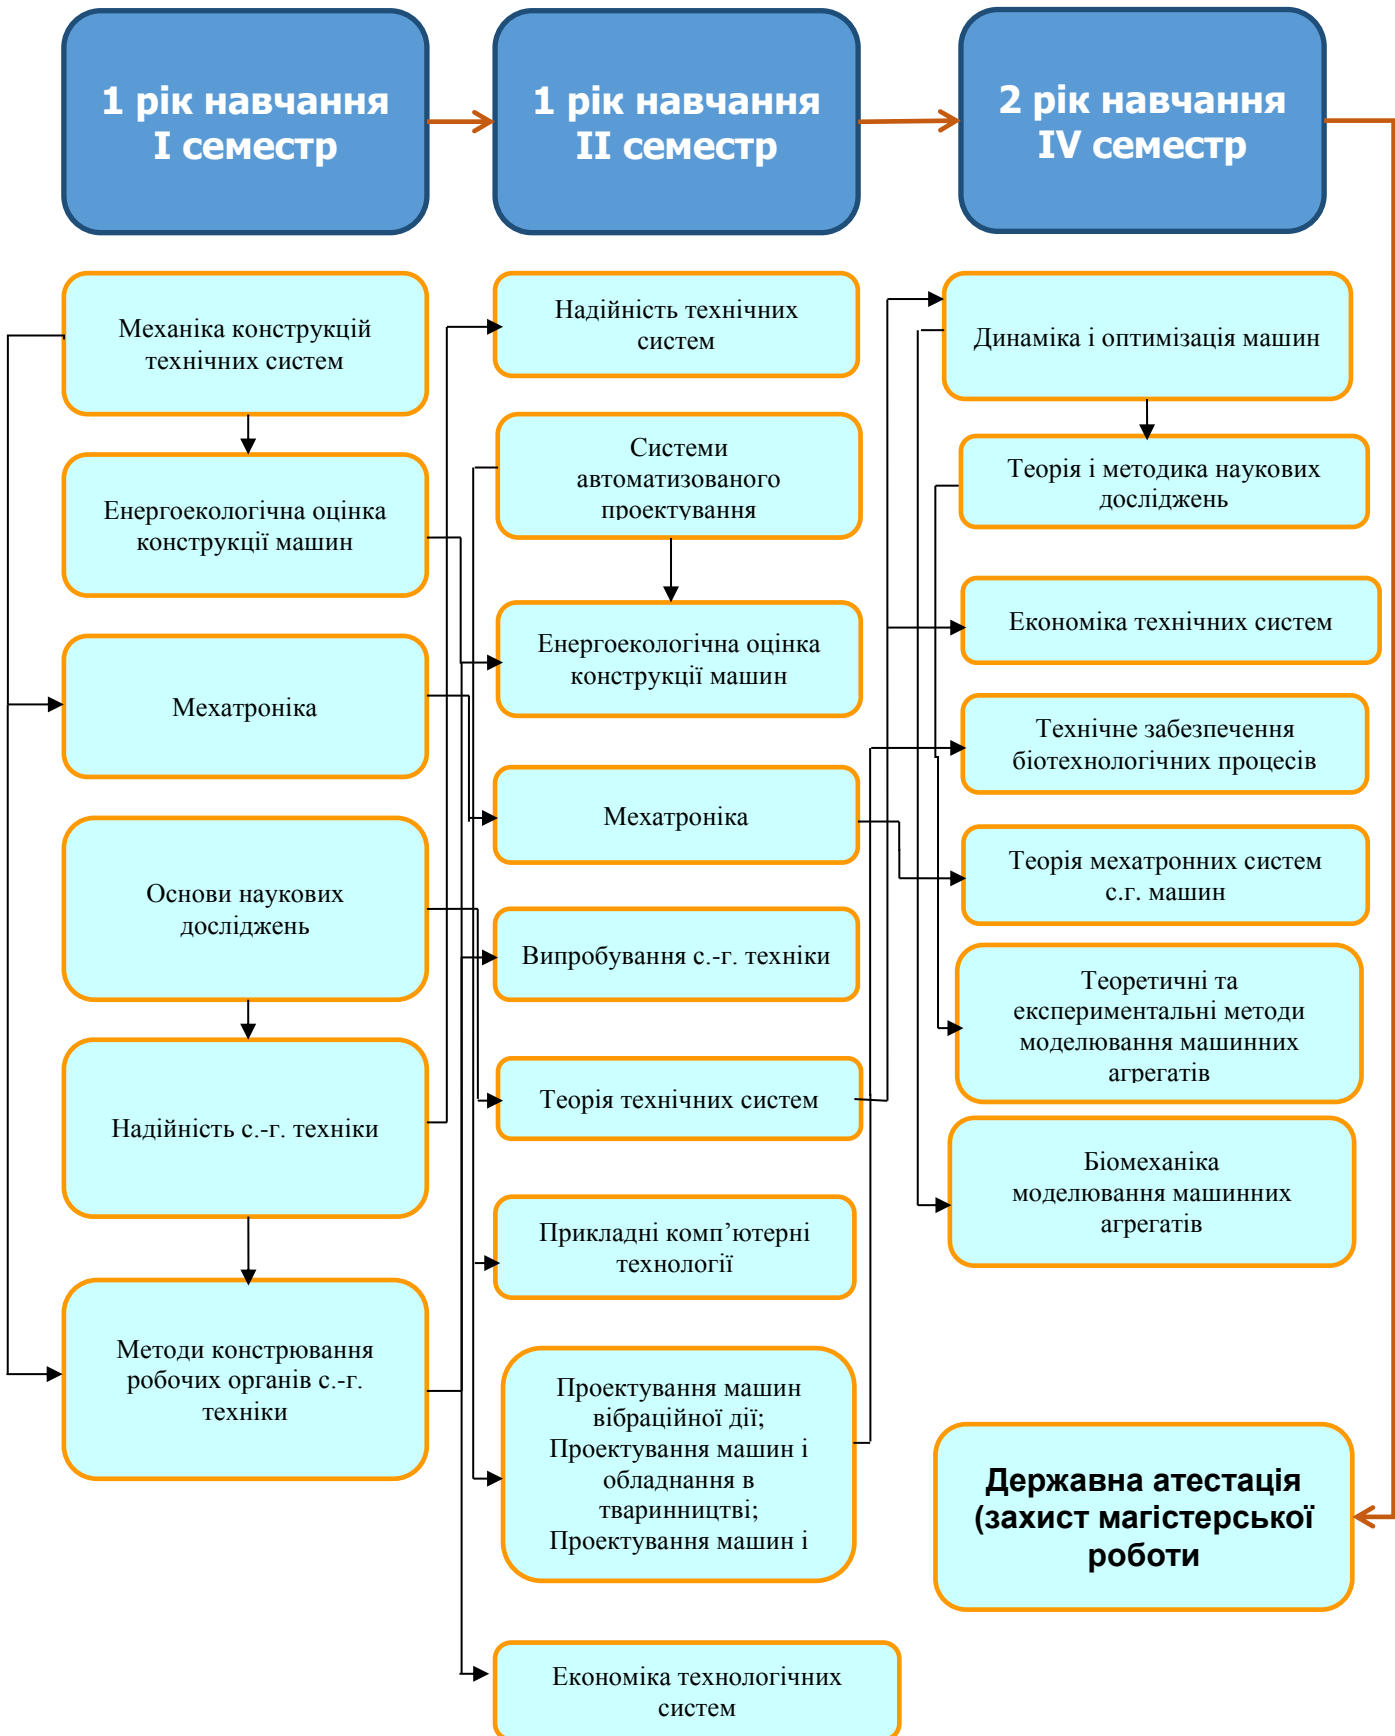 1 рік навчання
I семестр
1 рік навчання
II семестр
2 рік навчання
IV семестр
Механіка конструкцій
технічних систем
Енергоекологічна оцінка
конструкції машин
Мехатроніка
Основи наукових
досліджень
Надійність с.-г. техніки
Методи констрювання
робочих органів с.-г.
техніки
Надійність технічних
систем
Системи
автоматизованого
проектування
Енергоекологічна оцінка
конструкції машин
Мехатроніка
Випробування с.-г. техніки
Теорія технічних систем
Прикладні комп’ютерні
технології
Проектування машин
вібраційної дії;
Проектування машин і
обладнання в
тваринництві;
Проектування машин і
Економіка технологічних
систем
Динаміка і оптимізація машин
Теорія і методика наукових
досліджень
Економіка технічних систем
Технічне забезпечення
біотехнологічних процесів
Теорія мехатронних систем
с.г. машин
Теоретичні та
експериментальні методи
моделювання машинних
агрегатів
Біомеханіка
моделювання машинних
агрегатів
Державна атестація
(захист магістерської
роботи